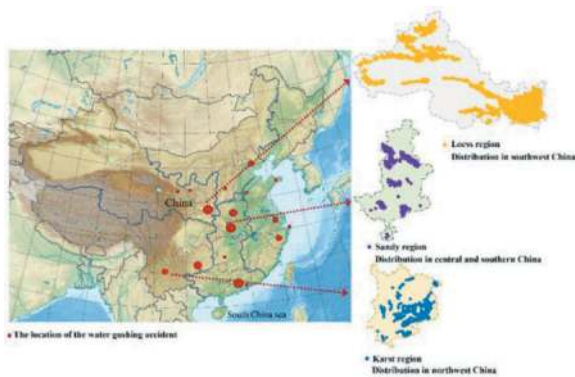 China
South China sea
The location of the water gushing accident
Loess region
Distribution in southwest China
Sandy region
Distribution in central and southern China
Karst region
Distribution in northwest China